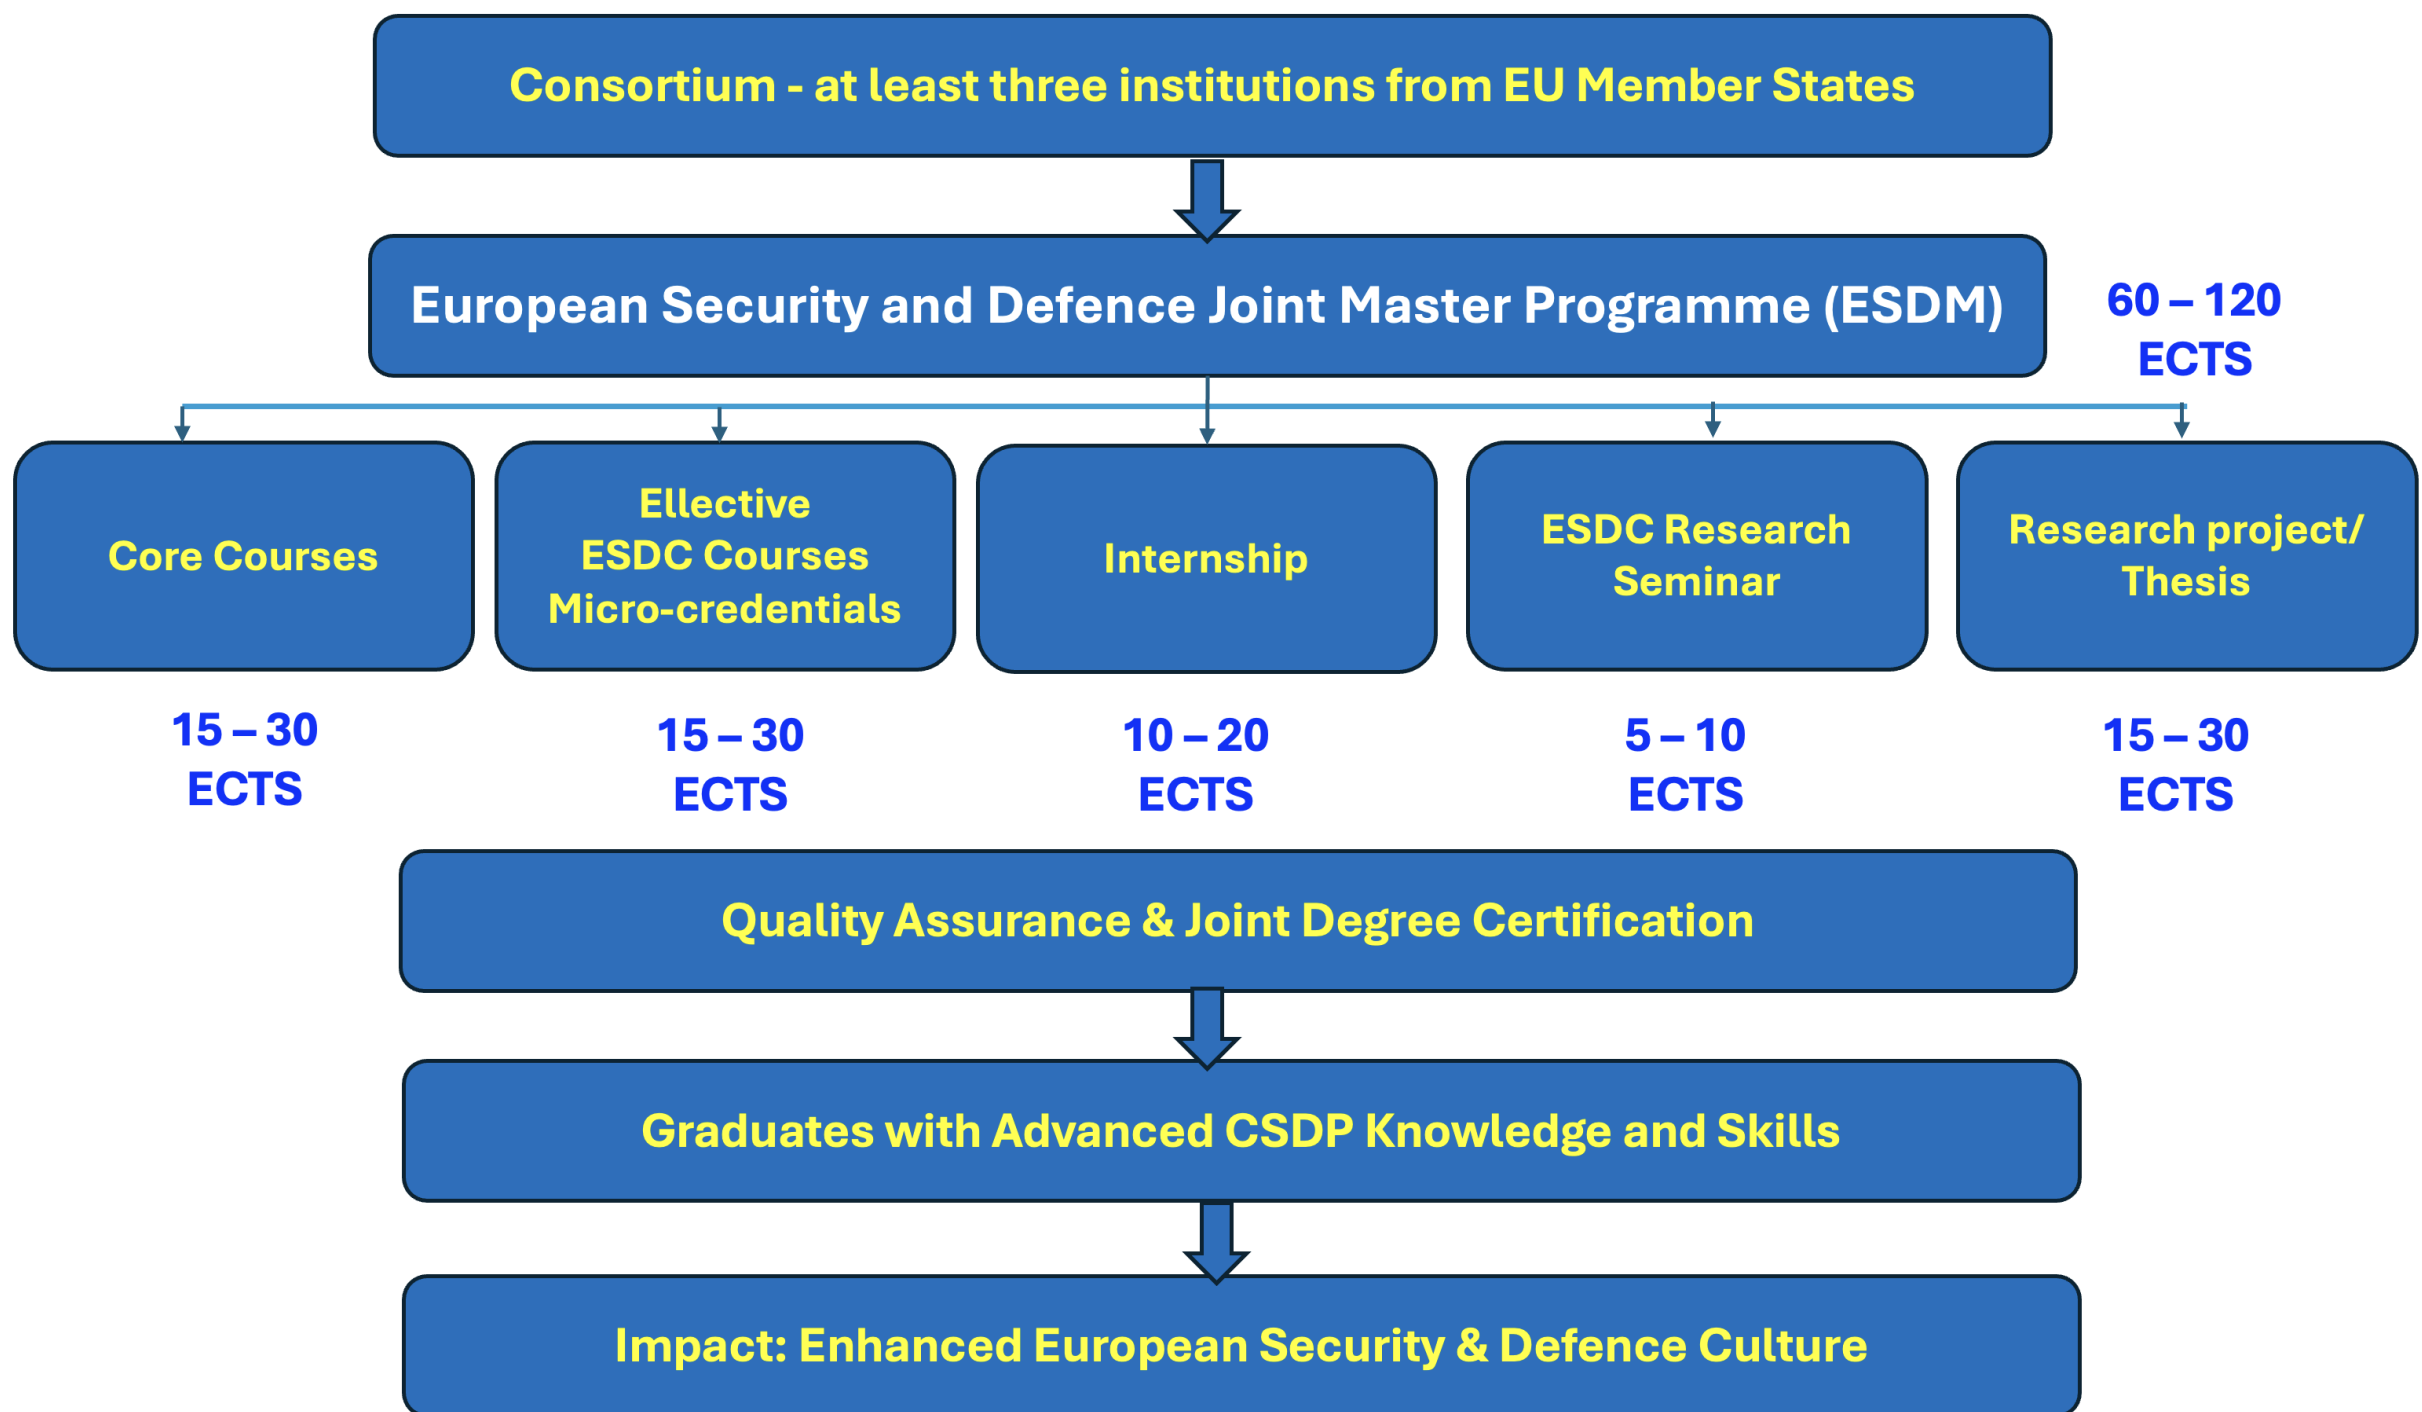 Consortium - at least three institutions from EU Member States
European Security and Defence Joint Master Programme (ESDM)
60 – 120
ECTS
Core Courses
Ellective
ESDC Courses
Micro-credentials
Internship
ESDC Research
Seminar
Research project/
Thesis
15 – 30
ECTS
15 – 30
ECTS
10 – 20
ECTS
5 – 10
ECTS
15 – 30
ECTS
Quality Assurance & Joint Degree Certification
Graduates with Advanced CSDP Knowledge and Skills
Impact: Enhanced European Security & Defence Culture